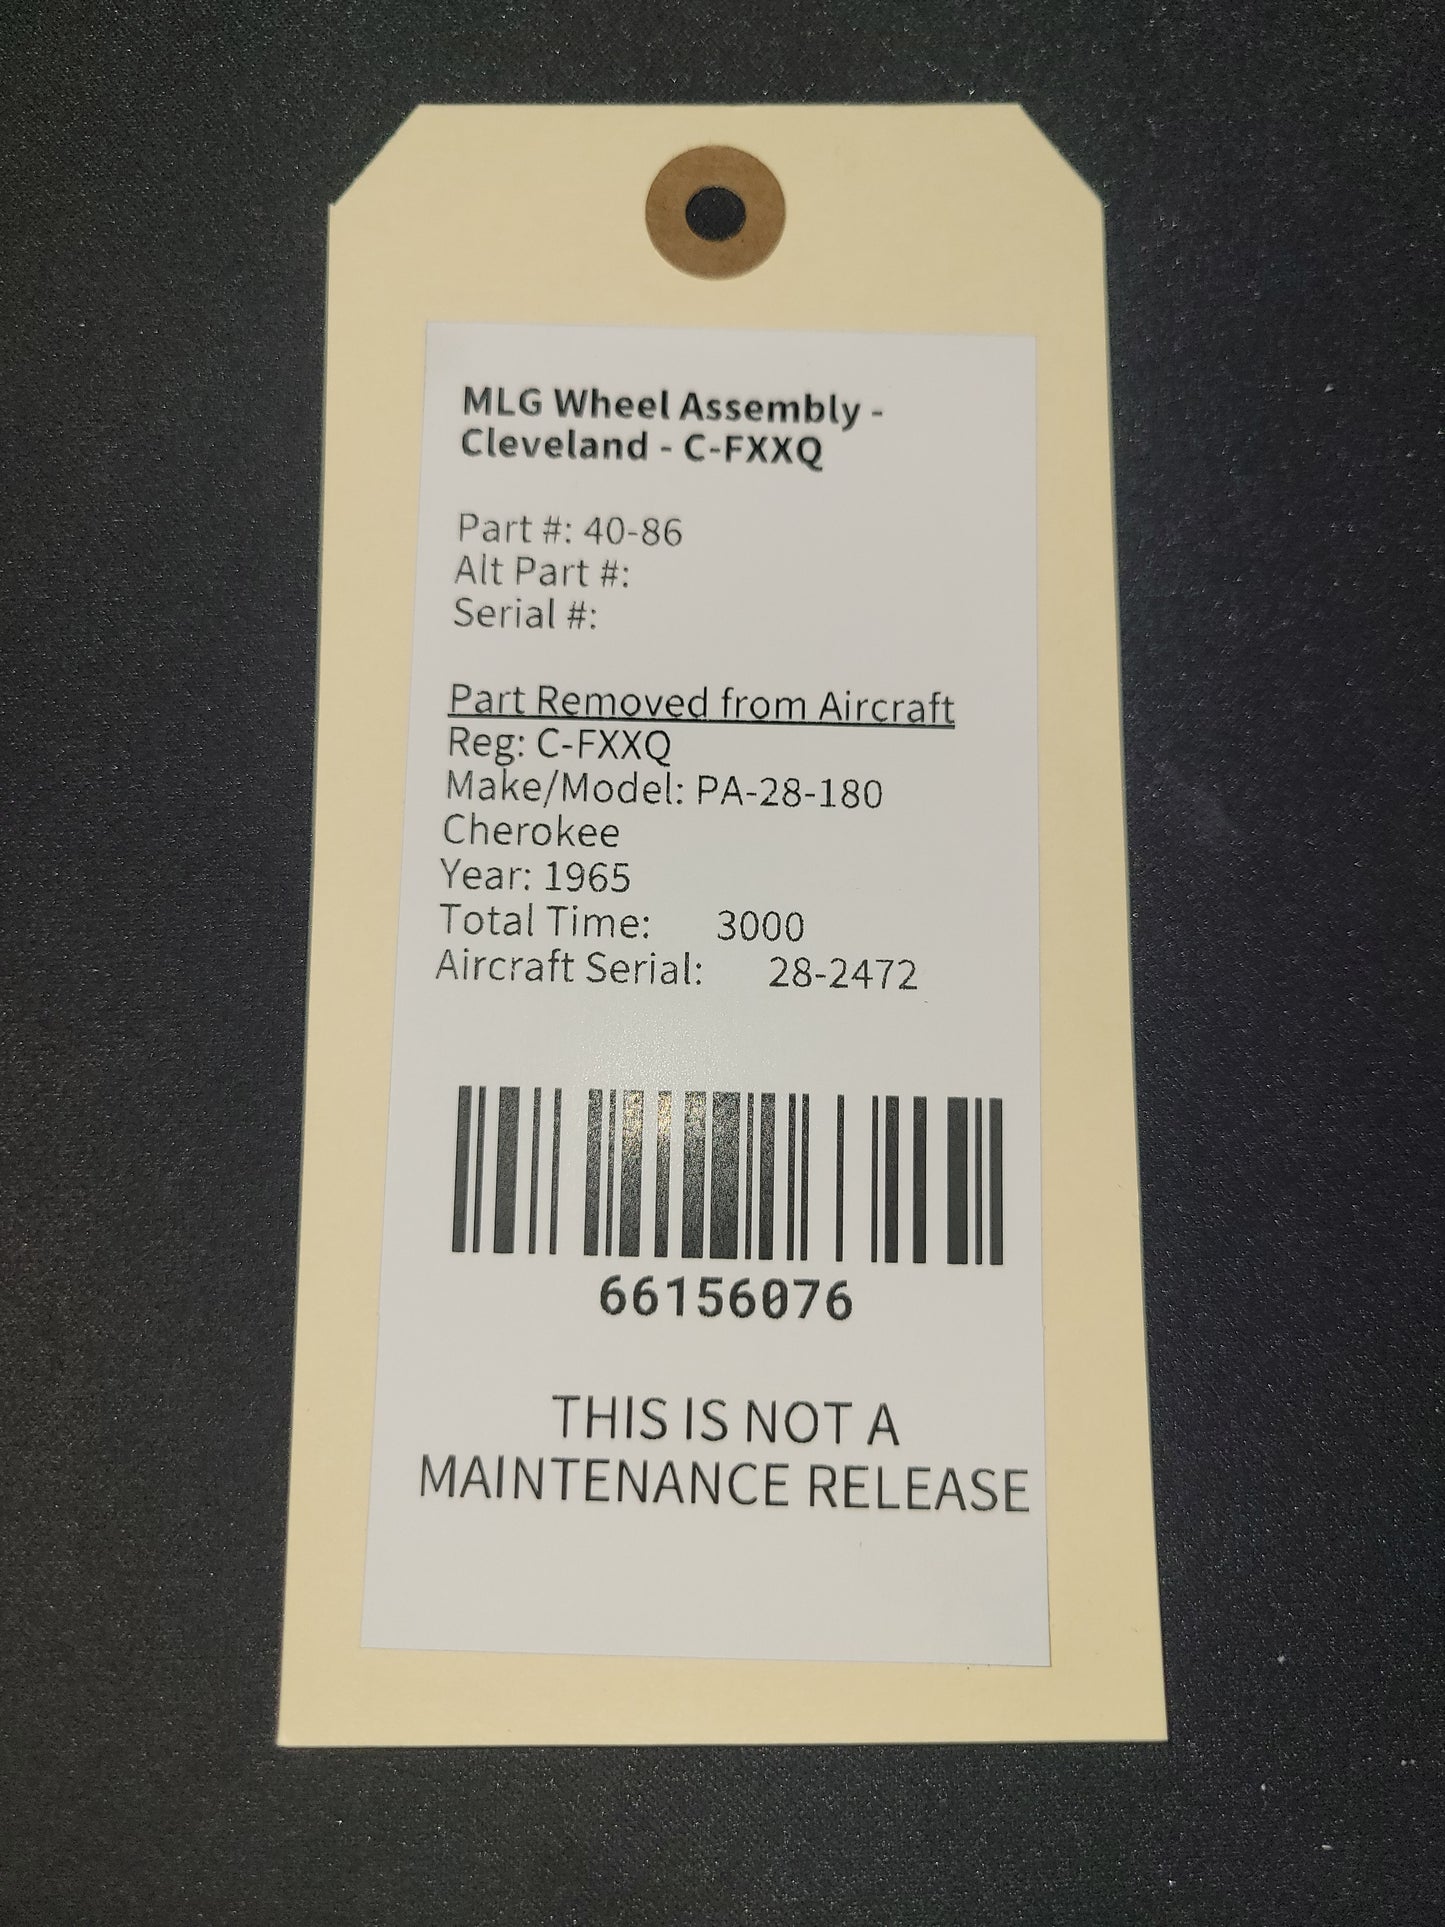 MLG Wheel Assembly -
Cleveland - C-FXXQ
Part #: 40-86
Alt Part #:
Serial #:
Part Removed from Aircraft
Reg: C-FXXQ
Make/Model: PA-28-180
Cherokee
Year: 1965
Total Time: 3000
Aircraft Serial: 28-2472
66156076
THIS IS NOT A
MAINTENANCE RELEASE